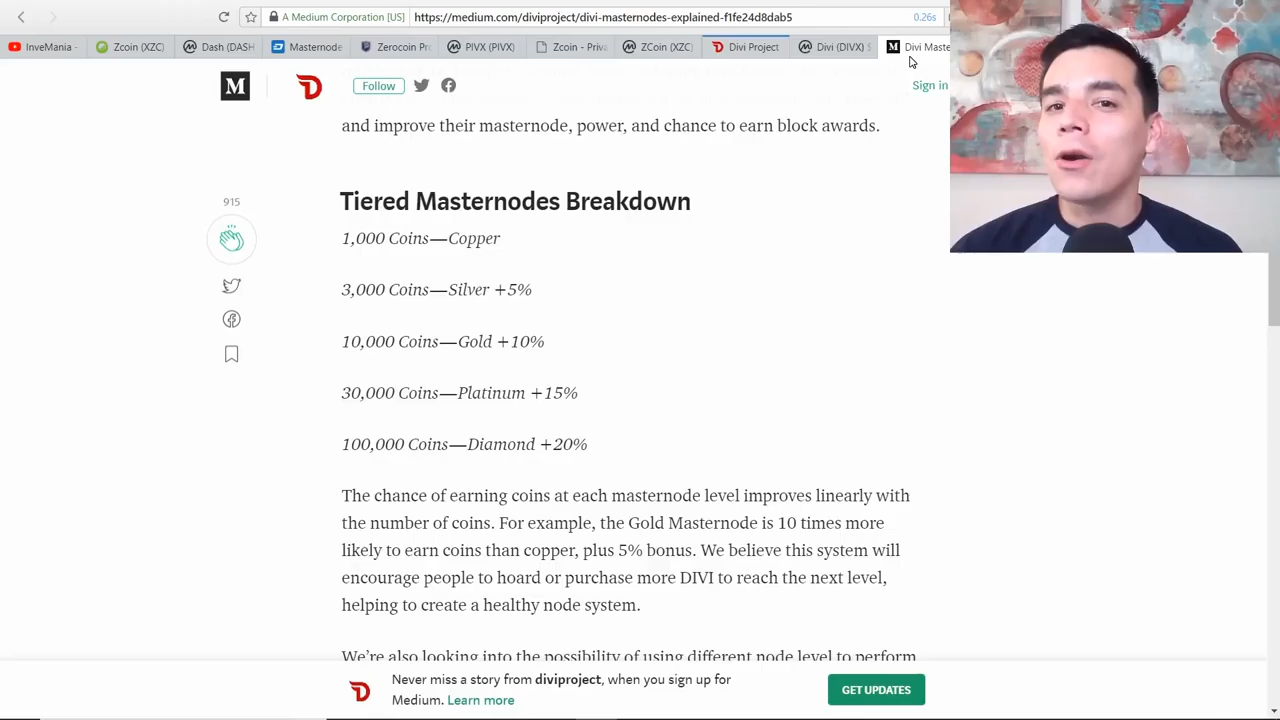 A Medium Corporation [US]
https://medium.com/diviproject/divi-masternodes-explained-f1fe24d8dab5
0.26s
InveMania -
Zcoin (XZC)
Dash (DASH
Masternode
Zerocoin Pr
PIVX (PIVX)
Zcoin - Priva
ZCoin (XZC)
Divi Project
Divi (DIVX) $
Divi Maste
M
Follow
Sign in
and improve their masternode, power, and chance to earn block awards.
915
Tiered Masternodes Breakdown
1,000 Coins—Copper
3,000 Coins—Silver +5%
10,000 Coins—Gold +10%
30,000 Coins—Platinum +15%
100,000 Coins—Diamond +20%
The chance of earning coins at each masternode level improves linearly with
the number of coins. For example, the Gold Masternode is 10 times more
likely to earn coins than copper, plus 5% bonus. We believe this system will
encourage people to hoard or purchase more DIVI to reach the next level,
helping to create a healthy node system.
We're also looking into the possibility of using different node level to perform
Never miss a story from diviproject, when you sign up for
Medium. Learn more
GET UPDATES